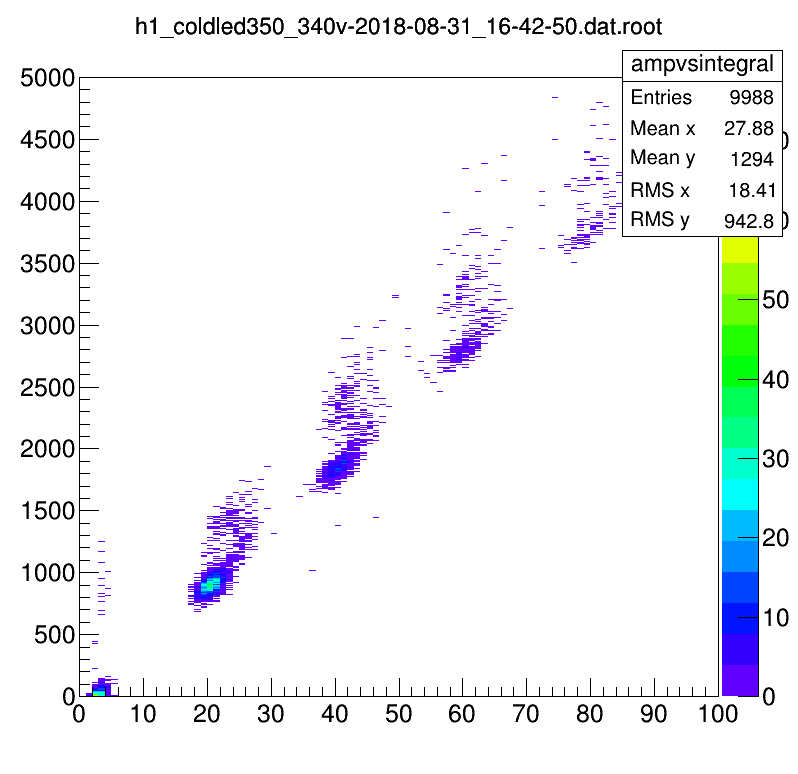 h1_coldled350_340v-2018-08-31_16-42-50.dat.root
ampvsintegral
Entries 9988
Mean x 27.88
Mean y 1294
RMS x 18.41
RMS y 942.8
5000
4500
4000
3500
3000
2500
2000
1500
1000
500
0
0 10 20 30 40 50 60 70 80 90 100
50
40
30
20
10
0